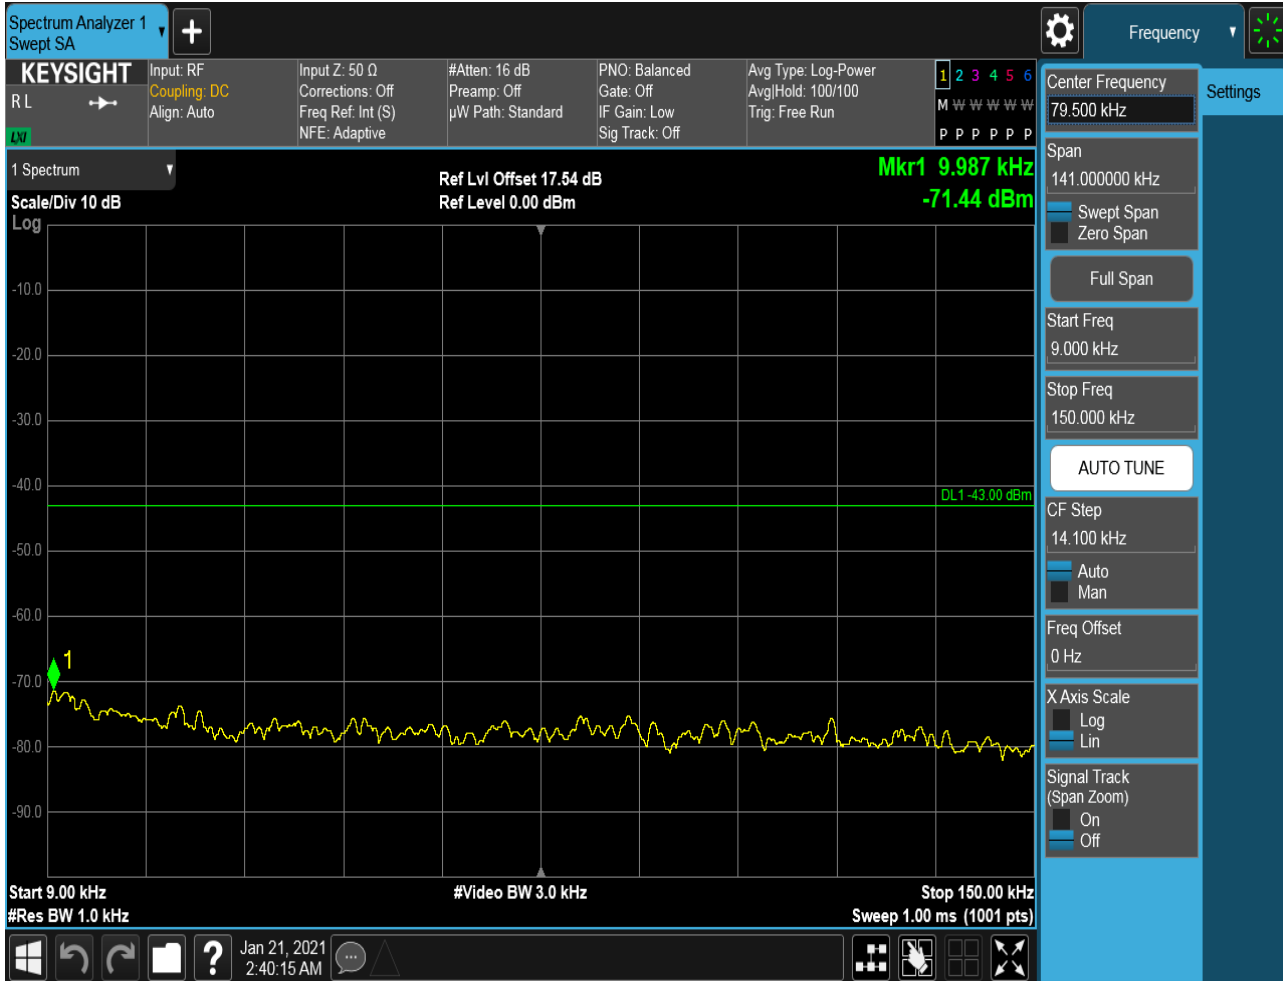 Spectrum Analyzer 1
Swept SA
Frequency
KEYSIGHT
R L
LXI
Input: RF
Coupling: DC
Align: Auto
Input Z: 50 Ω
Corrections: Off
Freq Ref: Int (S)
NFE: Adaptive
#Atten: 16 dB
Preamp: Off
µW Path: Standard
PNO: Balanced
Gate: Off
IF Gain: Low
Sig Track: Off
Avg Type: Log-Power
Avg|Hold: 100/100
Trig: Free Run
1 2 3 4 5 6
M W W W W W
P P P P P P
1 Spectrum
Scale/Div 10 dB
Log
Ref Lvl Offset 17.54 dB
Ref Level 0.00 dBm
Mkr1 9.987 kHz
-71.44 dBm
-10.0
-20.0
-30.0
-40.0
DL1 -43.00 dBm
-50.0
-60.0
1
-70.0
-80.0
-90.0
Start 9.00 kHz
#Res BW 1.0 kHz
#Video BW 3.0 kHz
Stop 150.00 kHz
Sweep 1.00 ms (1001 pts)
Center Frequency
79.500 kHz
Span
141.000000 kHz
Swept Span
Zero Span
Full Span
Start Freq
9.000 kHz
Stop Freq
150.000 kHz
AUTO TUNE
CF Step
14.100 kHz
Auto
Man
Freq Offset
0 Hz
X Axis Scale
Log
Lin
Signal Track
(Span Zoom)
On
Off
Settings
?
Jan 21, 2021
2:40:15 AM